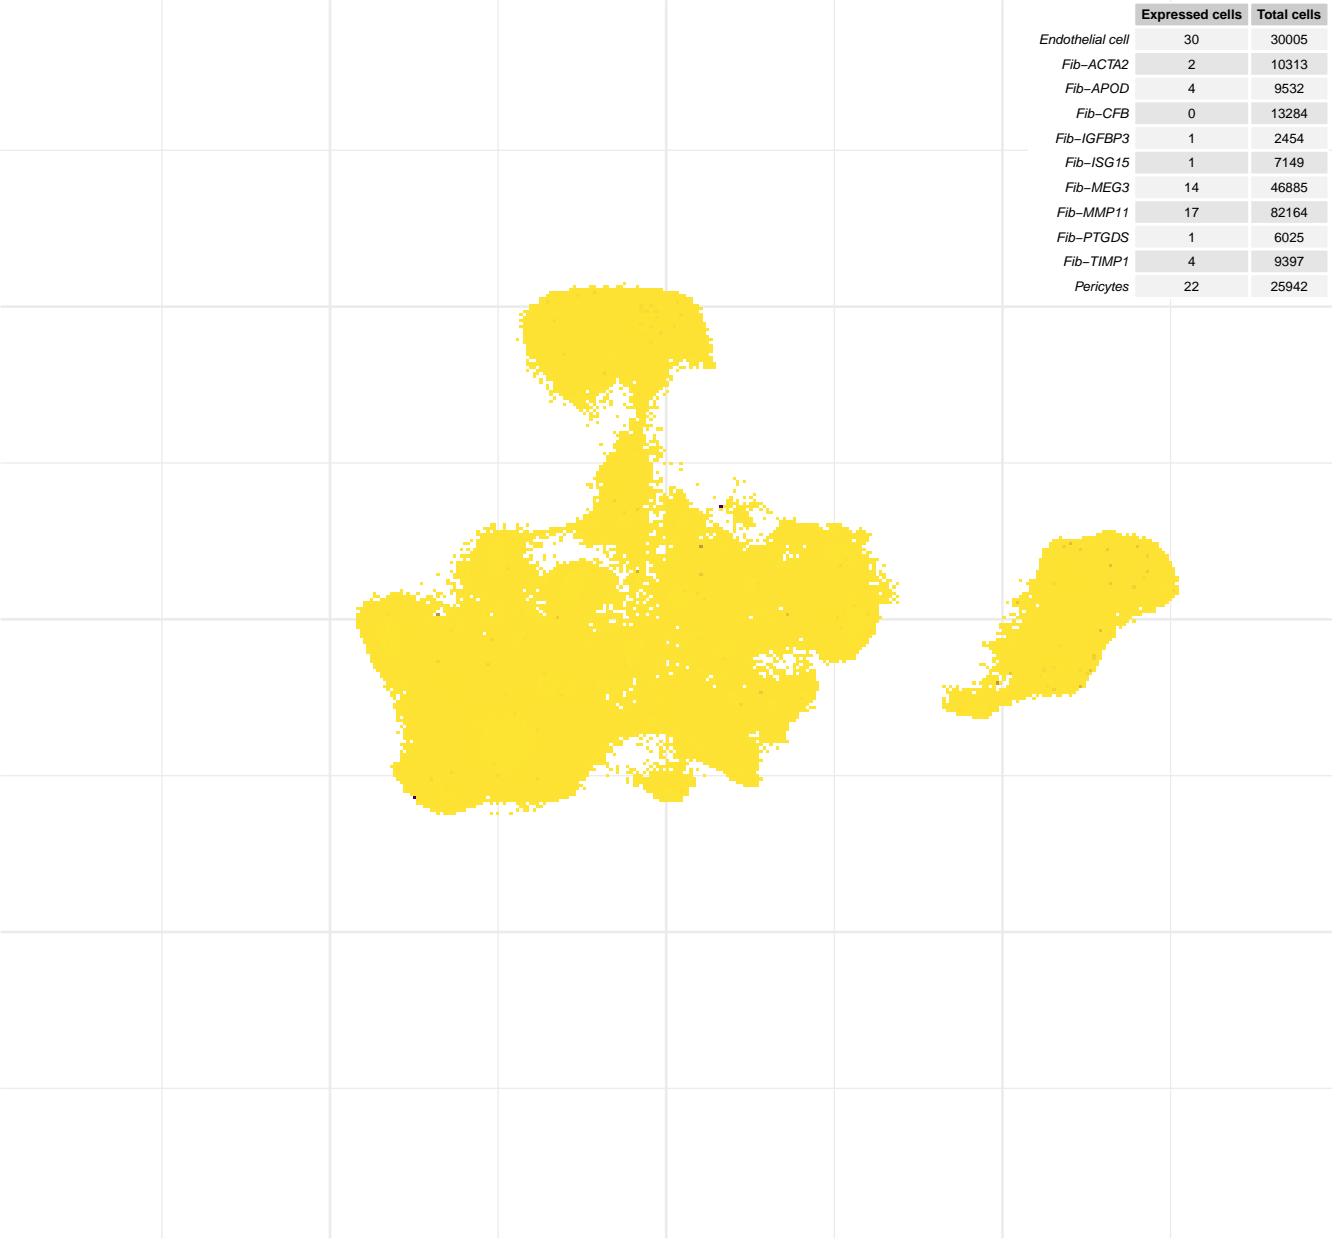 Expressed cells Total cells
Endothelial cell 30 30005
Fib−ACTA2 2 10313
Fib−APOD 4 9532
Fib−CFB 0 13284
Fib−IGFBP3 1 2454
Fib−ISG15 1 7149
Fib−MEG3 14 46885
Fib−MMP11 17 82164
Fib−PTGDS 1 6025
Fib−TIMP1 4 9397
Pericytes 22 25942